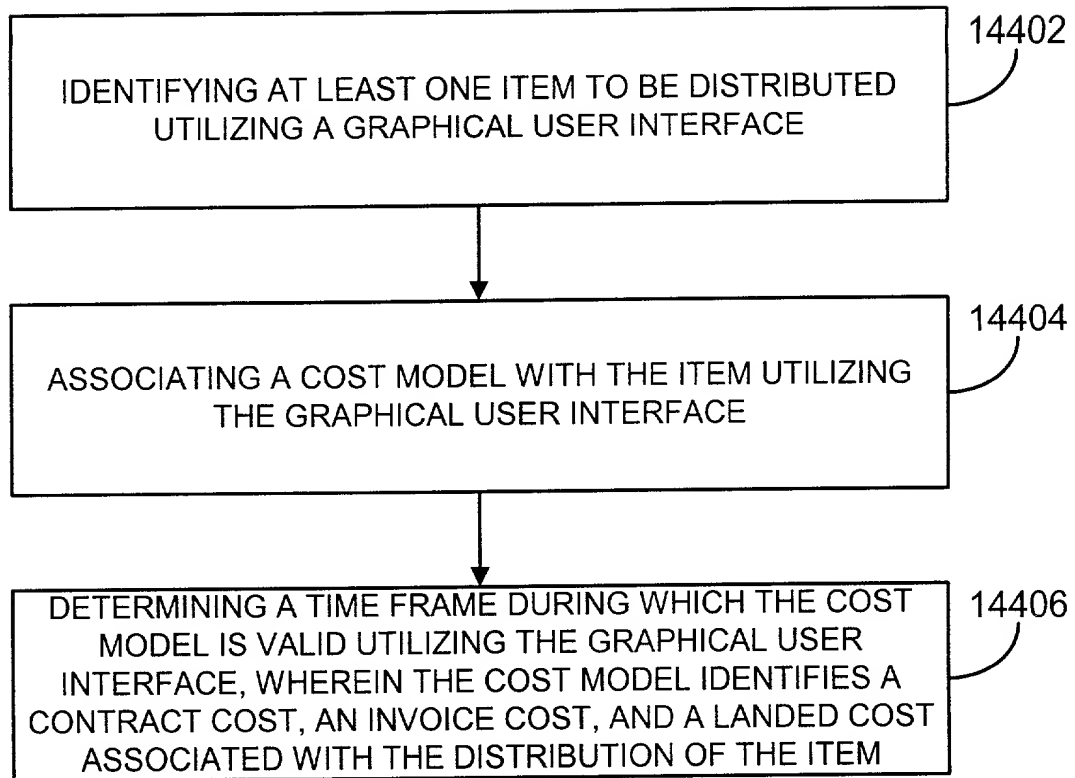 14402
IDENTIFYING AT LEAST ONE ITEM TO BE DISTRIBUTED
UTILIZING A GRAPHICAL USER INTERFACE
14404
ASSOCIATING A COST MODEL WITH THE ITEM UTILIZING
THE GRAPHICAL USER INTERFACE
14406
DETERMINING A TIME FRAME DURING WHICH THE COST
MODEL IS VALID UTILIZING THE GRAPHICAL USER
INTERFACE, WHEREIN THE COST MODEL IDENTIFIES A
CONTRACT COST, AN INVOICE COST, AND A LANDED COST
ASSOCIATED WITH THE DISTRIBUTION OF THE ITEM